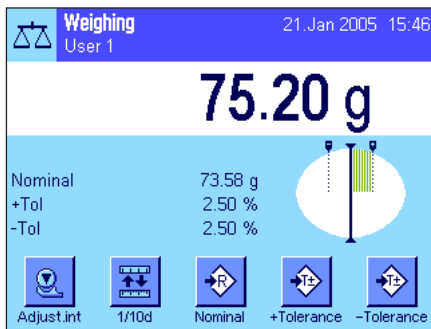 Weighing 21.Jan 2005 15:46
User 1
75.20 g
Nominal 73.58 g
+Tol 2.50 %
-Tol 2.50 %
R T± T±
Adjust.int 1/10d Nominal +Tolerance -Tolerance